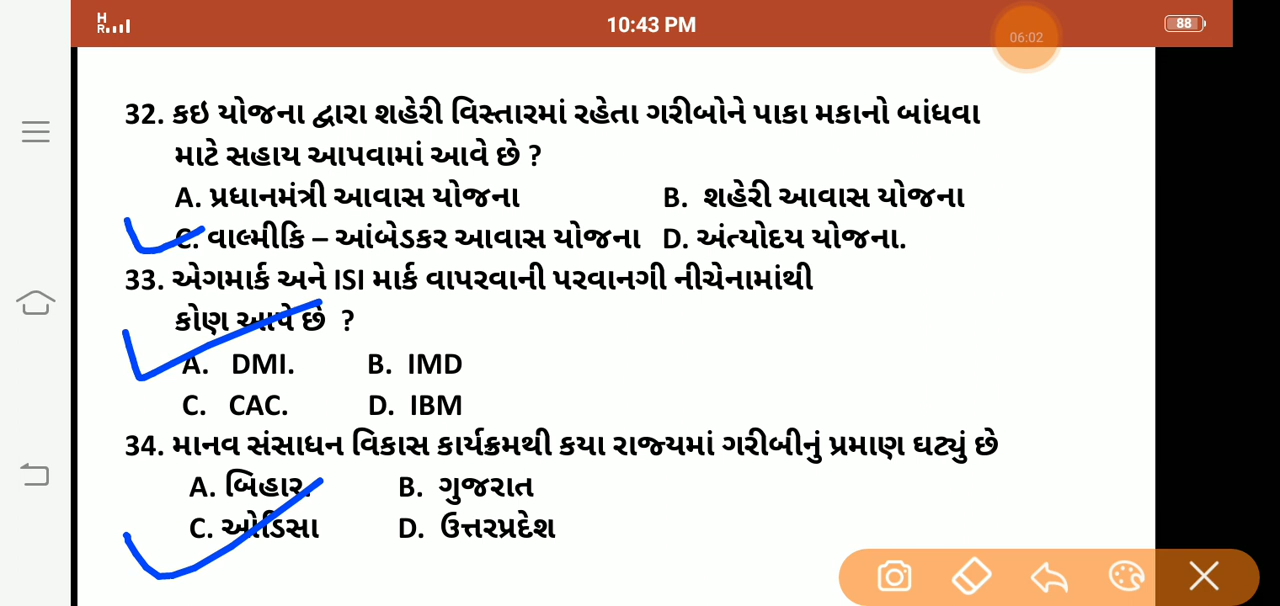 H
R 10:43 PM 06:02 88
32. કઇ યોજના દ્વારા શહેરી વિસ્તારમાં રહેતા ગરીબોને પાકા મકાનો બાંધવા
માટે સહાય આપવામાં આવે છે ?
A. પ્રધાનમંત્રી આવાસ યોજના B. શહેરી આવાસ યોજના
C. વાલ્મીકિ – આંબેડકર આવાસ યોજના D. અંત્યોદય યોજના.
33. એગમાર્ક અને ISI માર્ક વાપરવાની પરવાનગી નીચેનામાંથી
કોણ આપે છે ?
A. DMI. B. IMD
C. CAC. D. IBM
34. માનવ સંસાધન વિકાસ કાર્યક્રમથી કયા રાજ્યમાં ગરીબીનું પ્રમાણ ઘટ્યું છે
A. બિહાર. B. ગુજરાત
C. ઓડિસા D. ઉત્તરપ્રદેશ